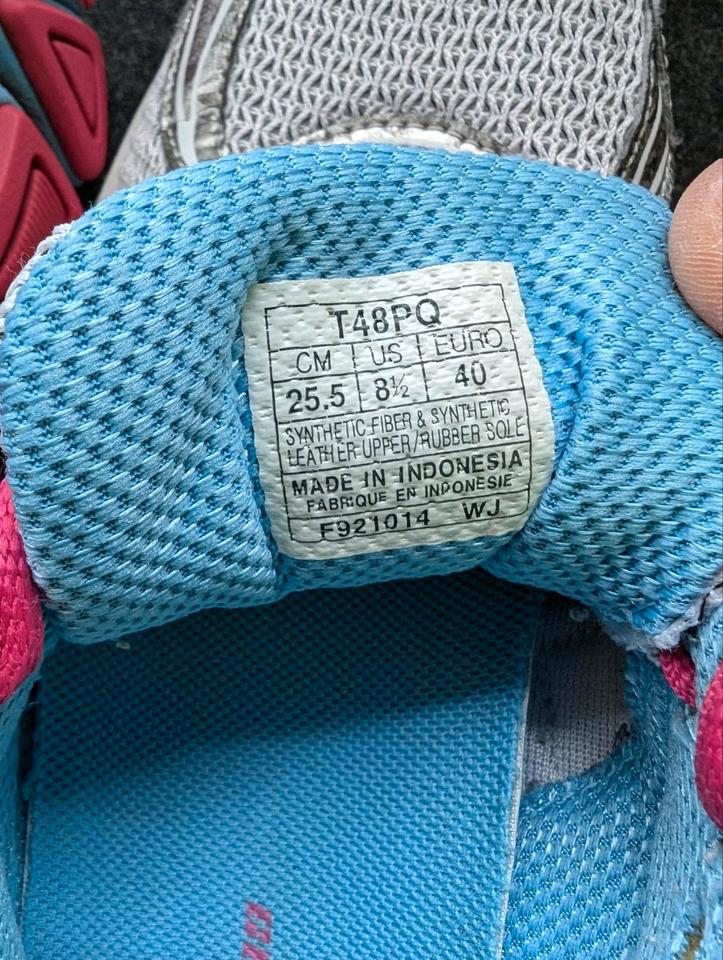 T48PQ
CM US EURO
25.5 8½ 40
SYNTHETIC FIBER & SYNTHETIC
LEATHER UPPER/RUBBER SOLE
MADE IN INDONESIA
FABRIQUE EN INDONESIE
F921014 WJ